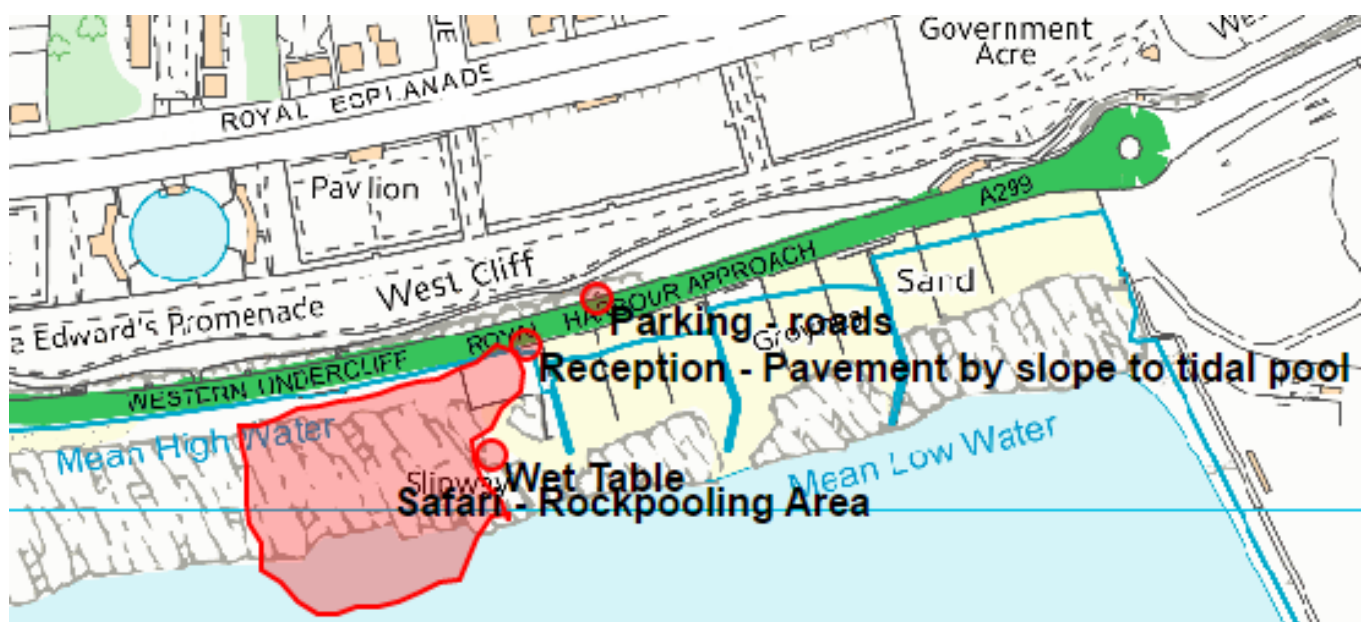 Government
Acre
ROYAL ESPLANADE
Pavilion
A299
West Cliff
HARBOUR APPROACH
Sand
Edward's Promenade
Parking - roads
Reception - Pavement by slope to tidal pool
WESTERN UNDERCLIFF
Mean High Water
Mean Low Water
Slipway
Wet Table
Safari - Rockpooling Area